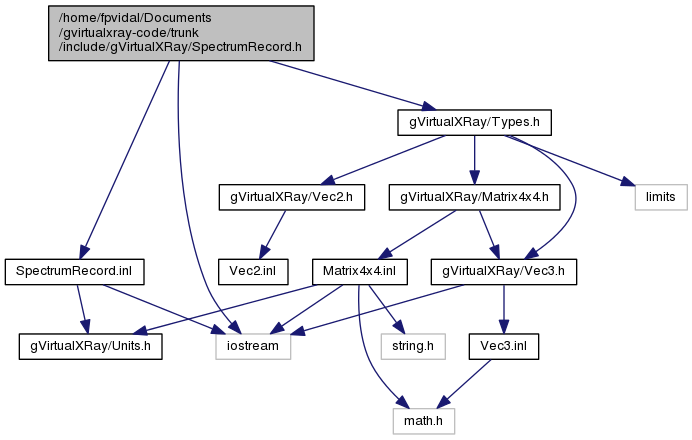 /home/fpvidal/Documents
/gvirtualxray-code/trunk
/include/gVirtualXRay/SpectrumRecord.h
gVirtualXRay/Types.h
gVirtualXRay/Vec2.h
gVirtualXRay/Matrix4x4.h
limits
SpectrumRecord.inl
Vec2.inl
Matrix4x4.inl
gVirtualXRay/Vec3.h
gVirtualXRay/Units.h
iostream
string.h
Vec3.inl
math.h